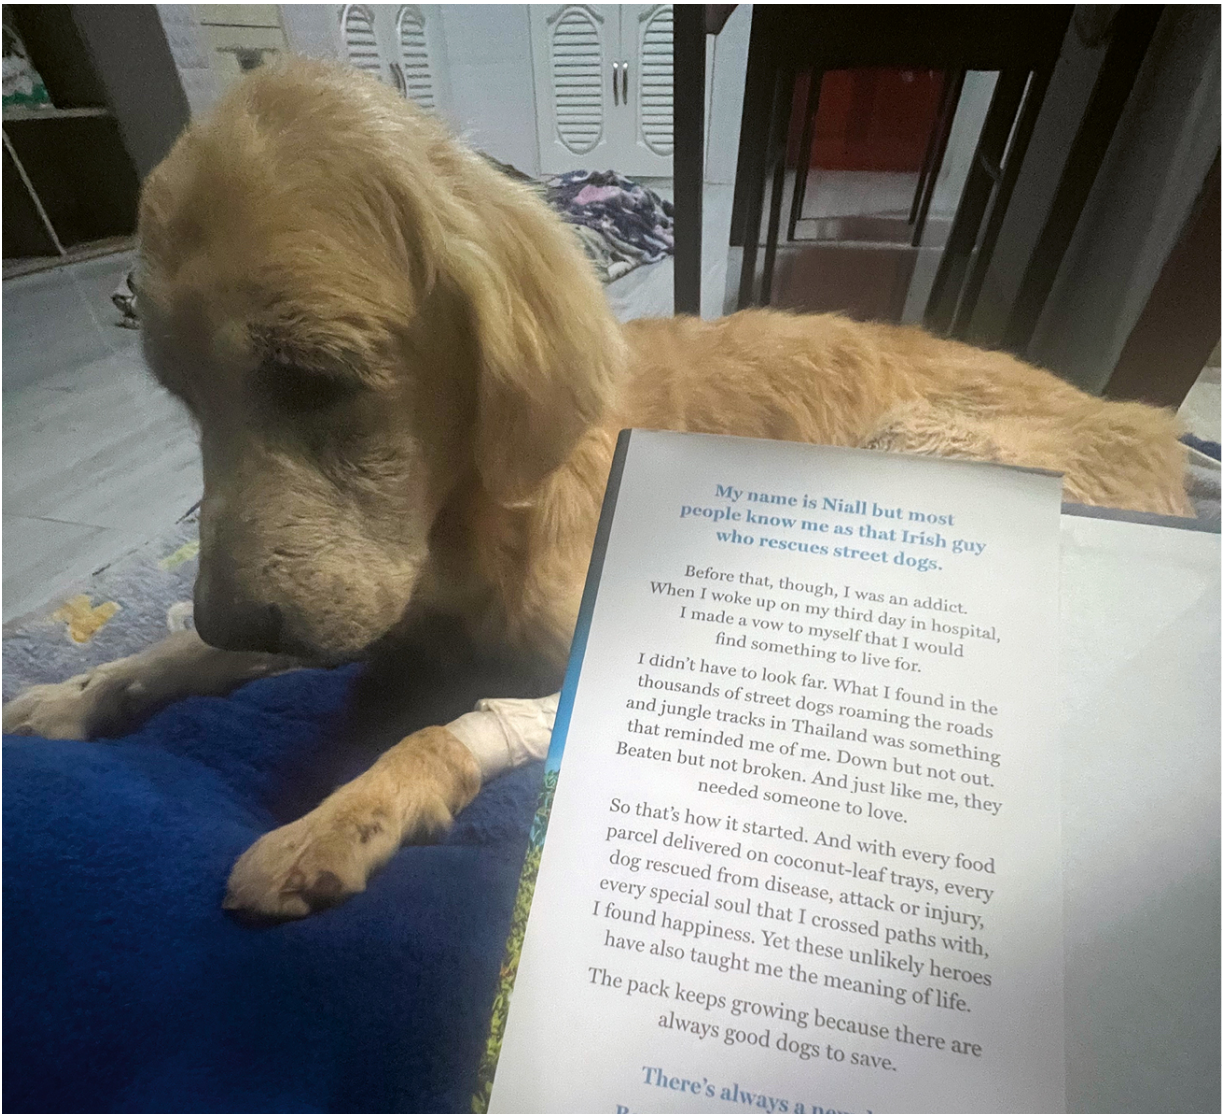 My name is Niall but most
people know me as that Irish guy
who rescues street dogs.
Before that, though, I was an addict.
When I woke up on my third day in hospital,
I made a vow to myself that I would
find something to live for.
I didn't have to look far. What I found in the
thousands of street dogs roaming the roads
and jungle tracks in Thailand was something
that reminded me of me. Down but not out.
Beaten but not broken. And just like me, they
needed someone to love.
So that's how it started. And with every food
parcel delivered on coconut-leaf trays, every
dog rescued from disease, attack or injury,
every special soul that I crossed paths with,
I found happiness. Yet these unlikely heroes
have also taught me the meaning of life.
The pack keeps growing because there are
always good dogs to save.
There's always a